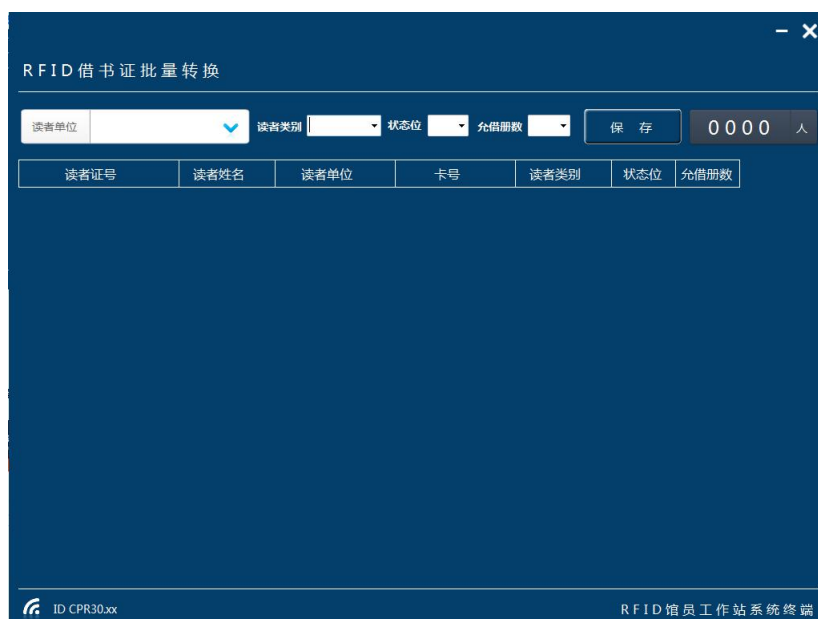 RFID借书证批量转换
读者单位 读者类别 状态位 允借册数 保 存 0000 人
读者证号 读者姓名 读者单位 卡号 读者类别 状态位 允借册数
ID CPR30.xx RFID馆员工作站系统终端